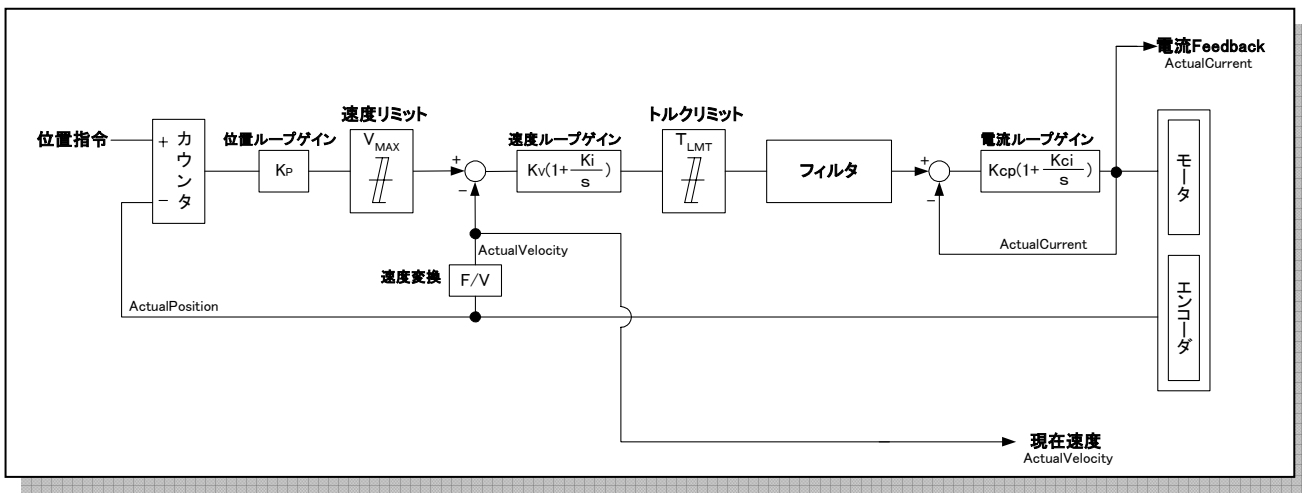 電流Feedback
ActualCurrent
位置指令
+
−
カウンタ
位置ループゲイン
KP
速度リミット
VMAX
+
−
速度ループゲイン
Kv(1+Ki/s)
トルクリミット
TLMT
フィルタ
+
−
電流ループゲイン
Kcp(1+Kci/s)
モータ
ActualCurrent
ActualVelocity
速度変換
F/V
エンコーダ
ActualPosition
現在速度
ActualVelocity